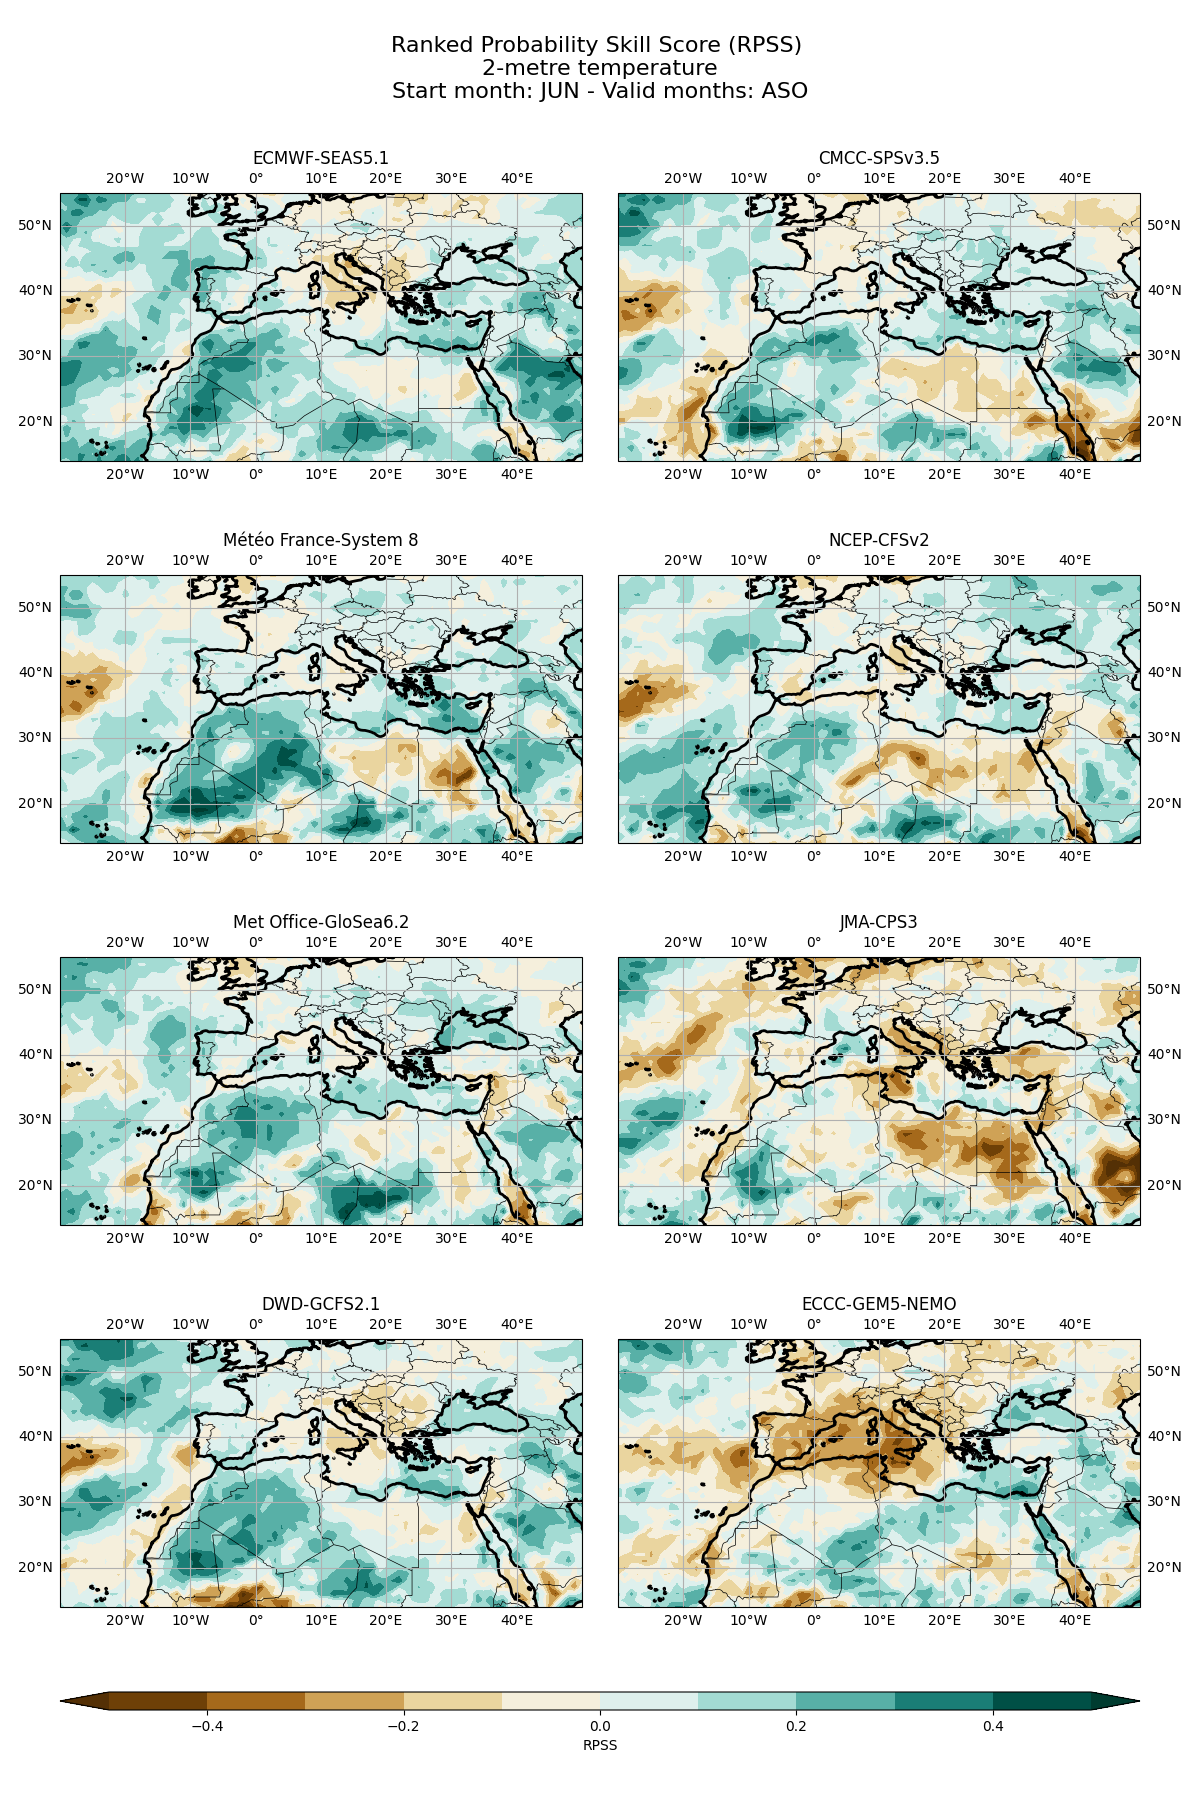 Ranked Probability Skill Score (RPSS)
2-metre temperature
Start month: JUN - Valid months: ASO
ECMWF-SEAS5.1
20°W 10°W 0° 10°E 20°E 30°E 40°E
50°N
40°N
30°N
20°N
20°W 10°W 0° 10°E 20°E 30°E 40°E
CMCC-SPSv3.5
20°W 10°W 0° 10°E 20°E 30°E 40°E
50°N
40°N
30°N
20°N
20°W 10°W 0° 10°E 20°E 30°E 40°E
Météo France-System 8
20°W 10°W 0° 10°E 20°E 30°E 40°E
50°N
40°N
30°N
20°N
20°W 10°W 0° 10°E 20°E 30°E 40°E
NCEP-CFSv2
20°W 10°W 0° 10°E 20°E 30°E 40°E
50°N
40°N
30°N
20°N
20°W 10°W 0° 10°E 20°E 30°E 40°E
Met Office-GloSea6.2
20°W 10°W 0° 10°E 20°E 30°E 40°E
50°N
40°N
30°N
20°N
20°W 10°W 0° 10°E 20°E 30°E 40°E
JMA-CPS3
20°W 10°W 0° 10°E 20°E 30°E 40°E
50°N
40°N
30°N
20°N
20°W 10°W 0° 10°E 20°E 30°E 40°E
DWD-GCFS2.1
20°W 10°W 0° 10°E 20°E 30°E 40°E
50°N
40°N
30°N
20°N
20°W 10°W 0° 10°E 20°E 30°E 40°E
ECCC-GEM5-NEMO
20°W 10°W 0° 10°E 20°E 30°E 40°E
50°N
40°N
30°N
20°N
20°W 10°W 0° 10°E 20°E 30°E 40°E
−0.4 −0.2 0.0 0.2 0.4
RPSS